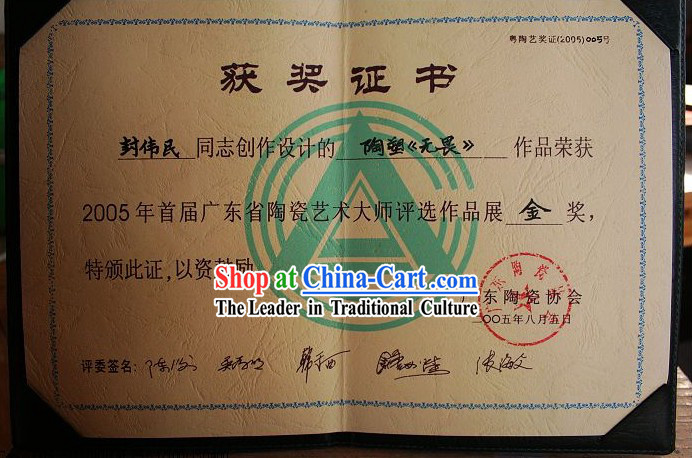 粤陶艺奖证(2005)005号
获奖证书
封伟民 同志创作设计的 陶塑《无畏》 作品荣获
2005年首届广东省陶瓷艺术大师评选作品展 金 奖，
特颁此证，以资鼓励
Shop at China-Cart.com
The Leader in Traditional Culture
东陶瓷协会
二〇〇五年八月五日
评委签名：